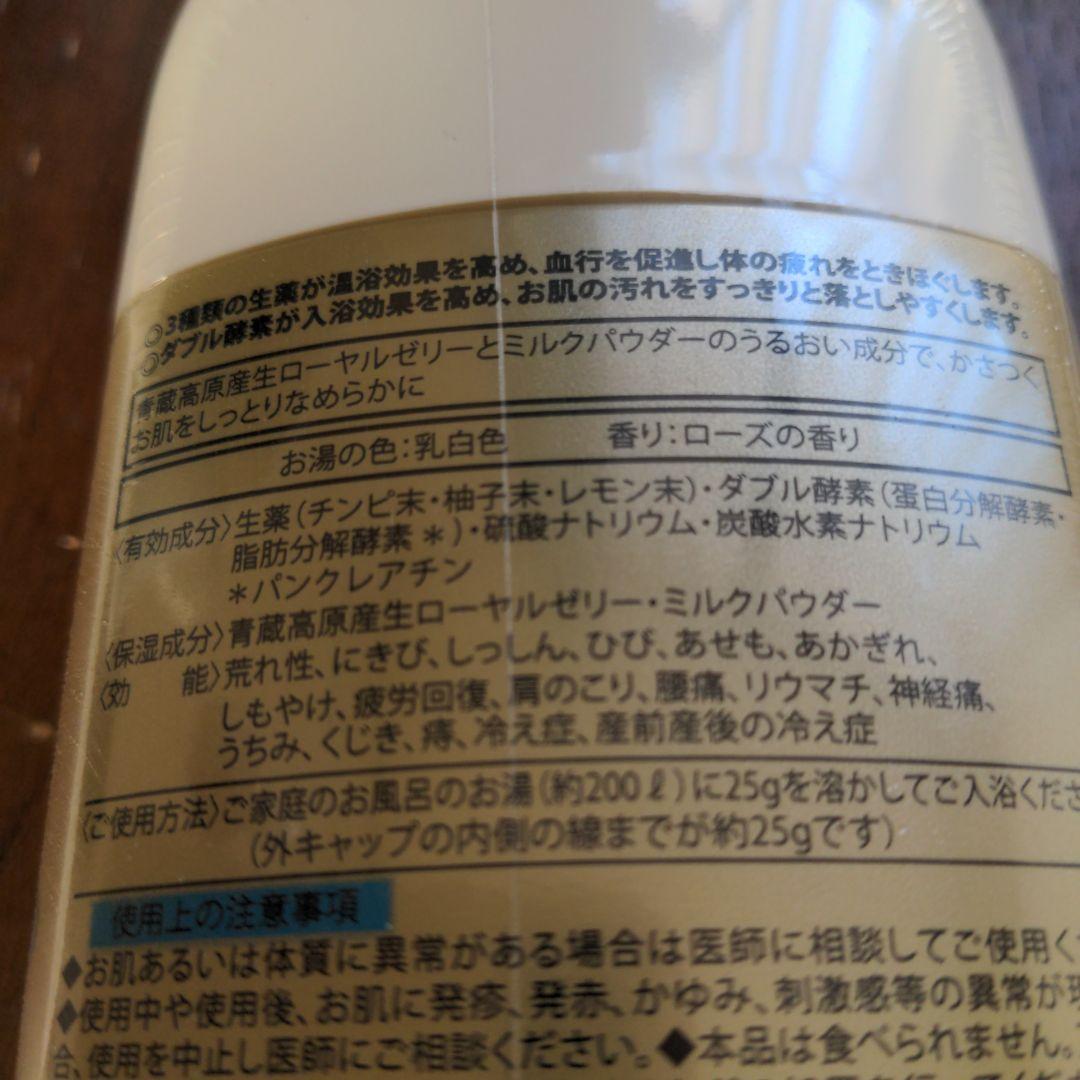 ◎3種類の生薬が温浴効果を高め、血行を促進し体の疲れをときほぐします。
◎ダブル酵素が入浴効果を高め、お肌の汚れをすっきりと落としやすくします。
青蔵高原産生ローヤルゼリーとミルクパウダーのうるおい成分で、かさつく
お肌をしっとりなめらかに
お湯の色：乳白色 香り：ローズの香り
〈有効成分〉生薬（チンピ末・柚子末・レモン末）・ダブル酵素（蛋白分解酵素・
脂肪分解酵素＊）・硫酸ナトリウム・炭酸水素ナトリウム
＊パンクレアチン
〈保湿成分〉青蔵高原産生ローヤルゼリー・ミルクパウダー
〈効 能〉荒れ性、にきび、しっしん、ひび、あせも、あかぎれ、
しもやけ、疲労回復、肩のこり、腰痛、リウマチ、神経痛、
うちみ、くじき、痔、冷え症、産前産後の冷え症
〈ご使用方法〉ご家庭のお風呂のお湯（約200ℓ）に25gを溶かしてご入浴くださ
（外キャップの内側の線までが約25gです）
使用上の注意事項
◆お肌あるいは体質に異常がある場合は医師に相談してご使用く
◆使用中や使用後、お肌に発疹、発赤、かゆみ、刺激感等の異常が現
合、使用を中止し医師にご相談ください。◆本品は食べられません。